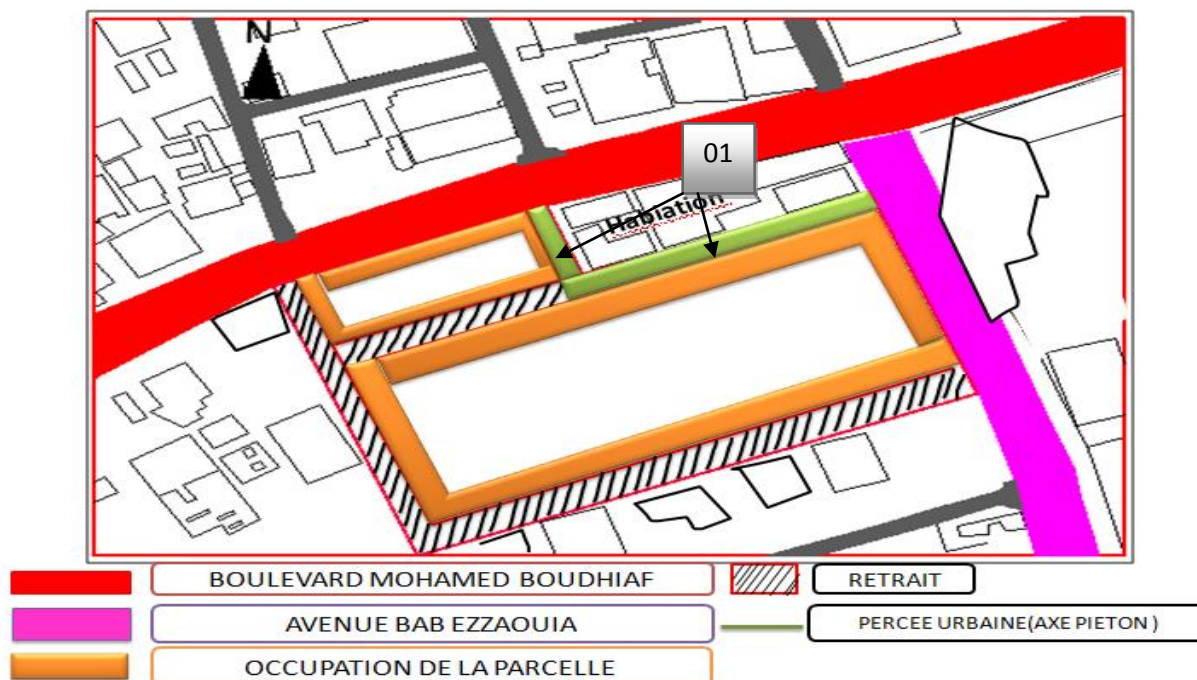 N
01
Habiation
BOULEVARD MOHAMED BOUDHIAF
RETRAIT
AVENUE BAB EZZAOUIA
PERCEE URBAINE(AXE PIETON )
OCCUPATION DE LA PARCELLE